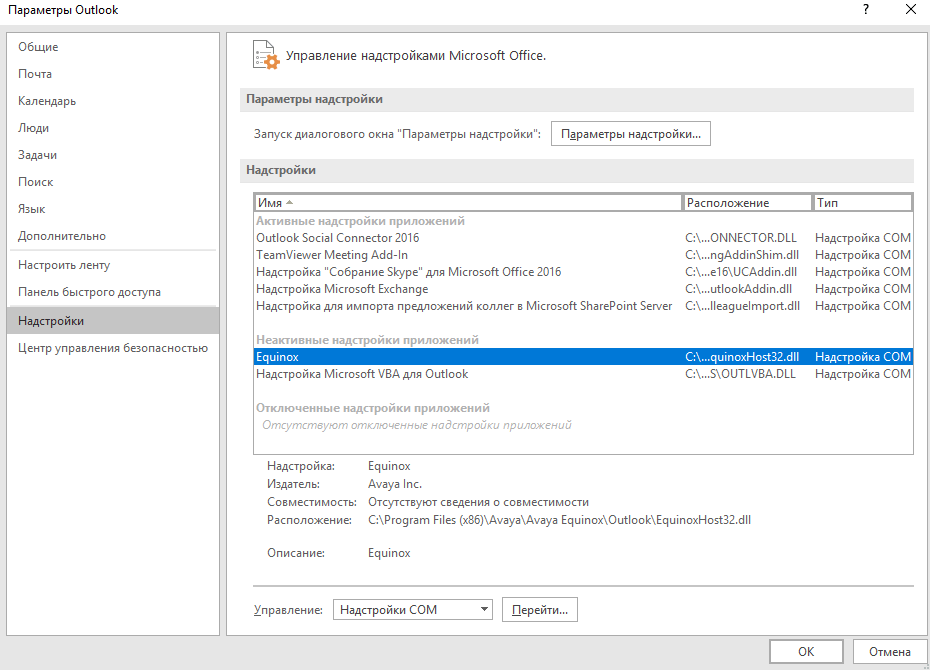 Параметры Outlook
?
Общие
Почта
Календарь
Люди
Задачи
Поиск
Язык
Дополнительно
Настроить ленту
Панель быстрого доступа
Надстройки
Центр управления безопасностью
Управление надстройками Microsoft Office.
Параметры надстройки
Запуск диалогового окна "Параметры надстройки": Параметры надстройки...
Надстройки
Имя Расположение Тип
Активные надстройки приложений
Outlook Social Connector 2016 C:\...ONNECTOR.DLL Надстройка COM
TeamViewer Meeting Add-In C:\...ngAddinShim.dll Надстройка COM
Надстройка "Собрание Skype" для Microsoft Office 2016 C:\...e16\UCAddin.dll Надстройка COM
Надстройка Microsoft Exchange C:\...utlookAddin.dll Надстройка COM
Надстройка для импорта предложений коллег в Microsoft SharePoint Server C:\...lleagueImport.dll Надстройка COM
Неактивные надстройки приложений
Equinox C:\...quinoxHost32.dll Надстройка COM
Надстройка Microsoft VBA для Outlook C:\...S\OUTLVBA.DLL Надстройка COM
Отключенные надстройки приложений
Отсутствуют отключенные надстройки приложений
Надстройка: Equinox
Издатель: Avaya Inc.
Совместимость: Отсутствуют сведения о совместимости
Расположение: C:\Program Files (x86)\Avaya\Avaya Equinox\Outlook\EquinoxHost32.dll
Описание: Equinox
Управление: Надстройки COM Перейти...
ОК Отмена